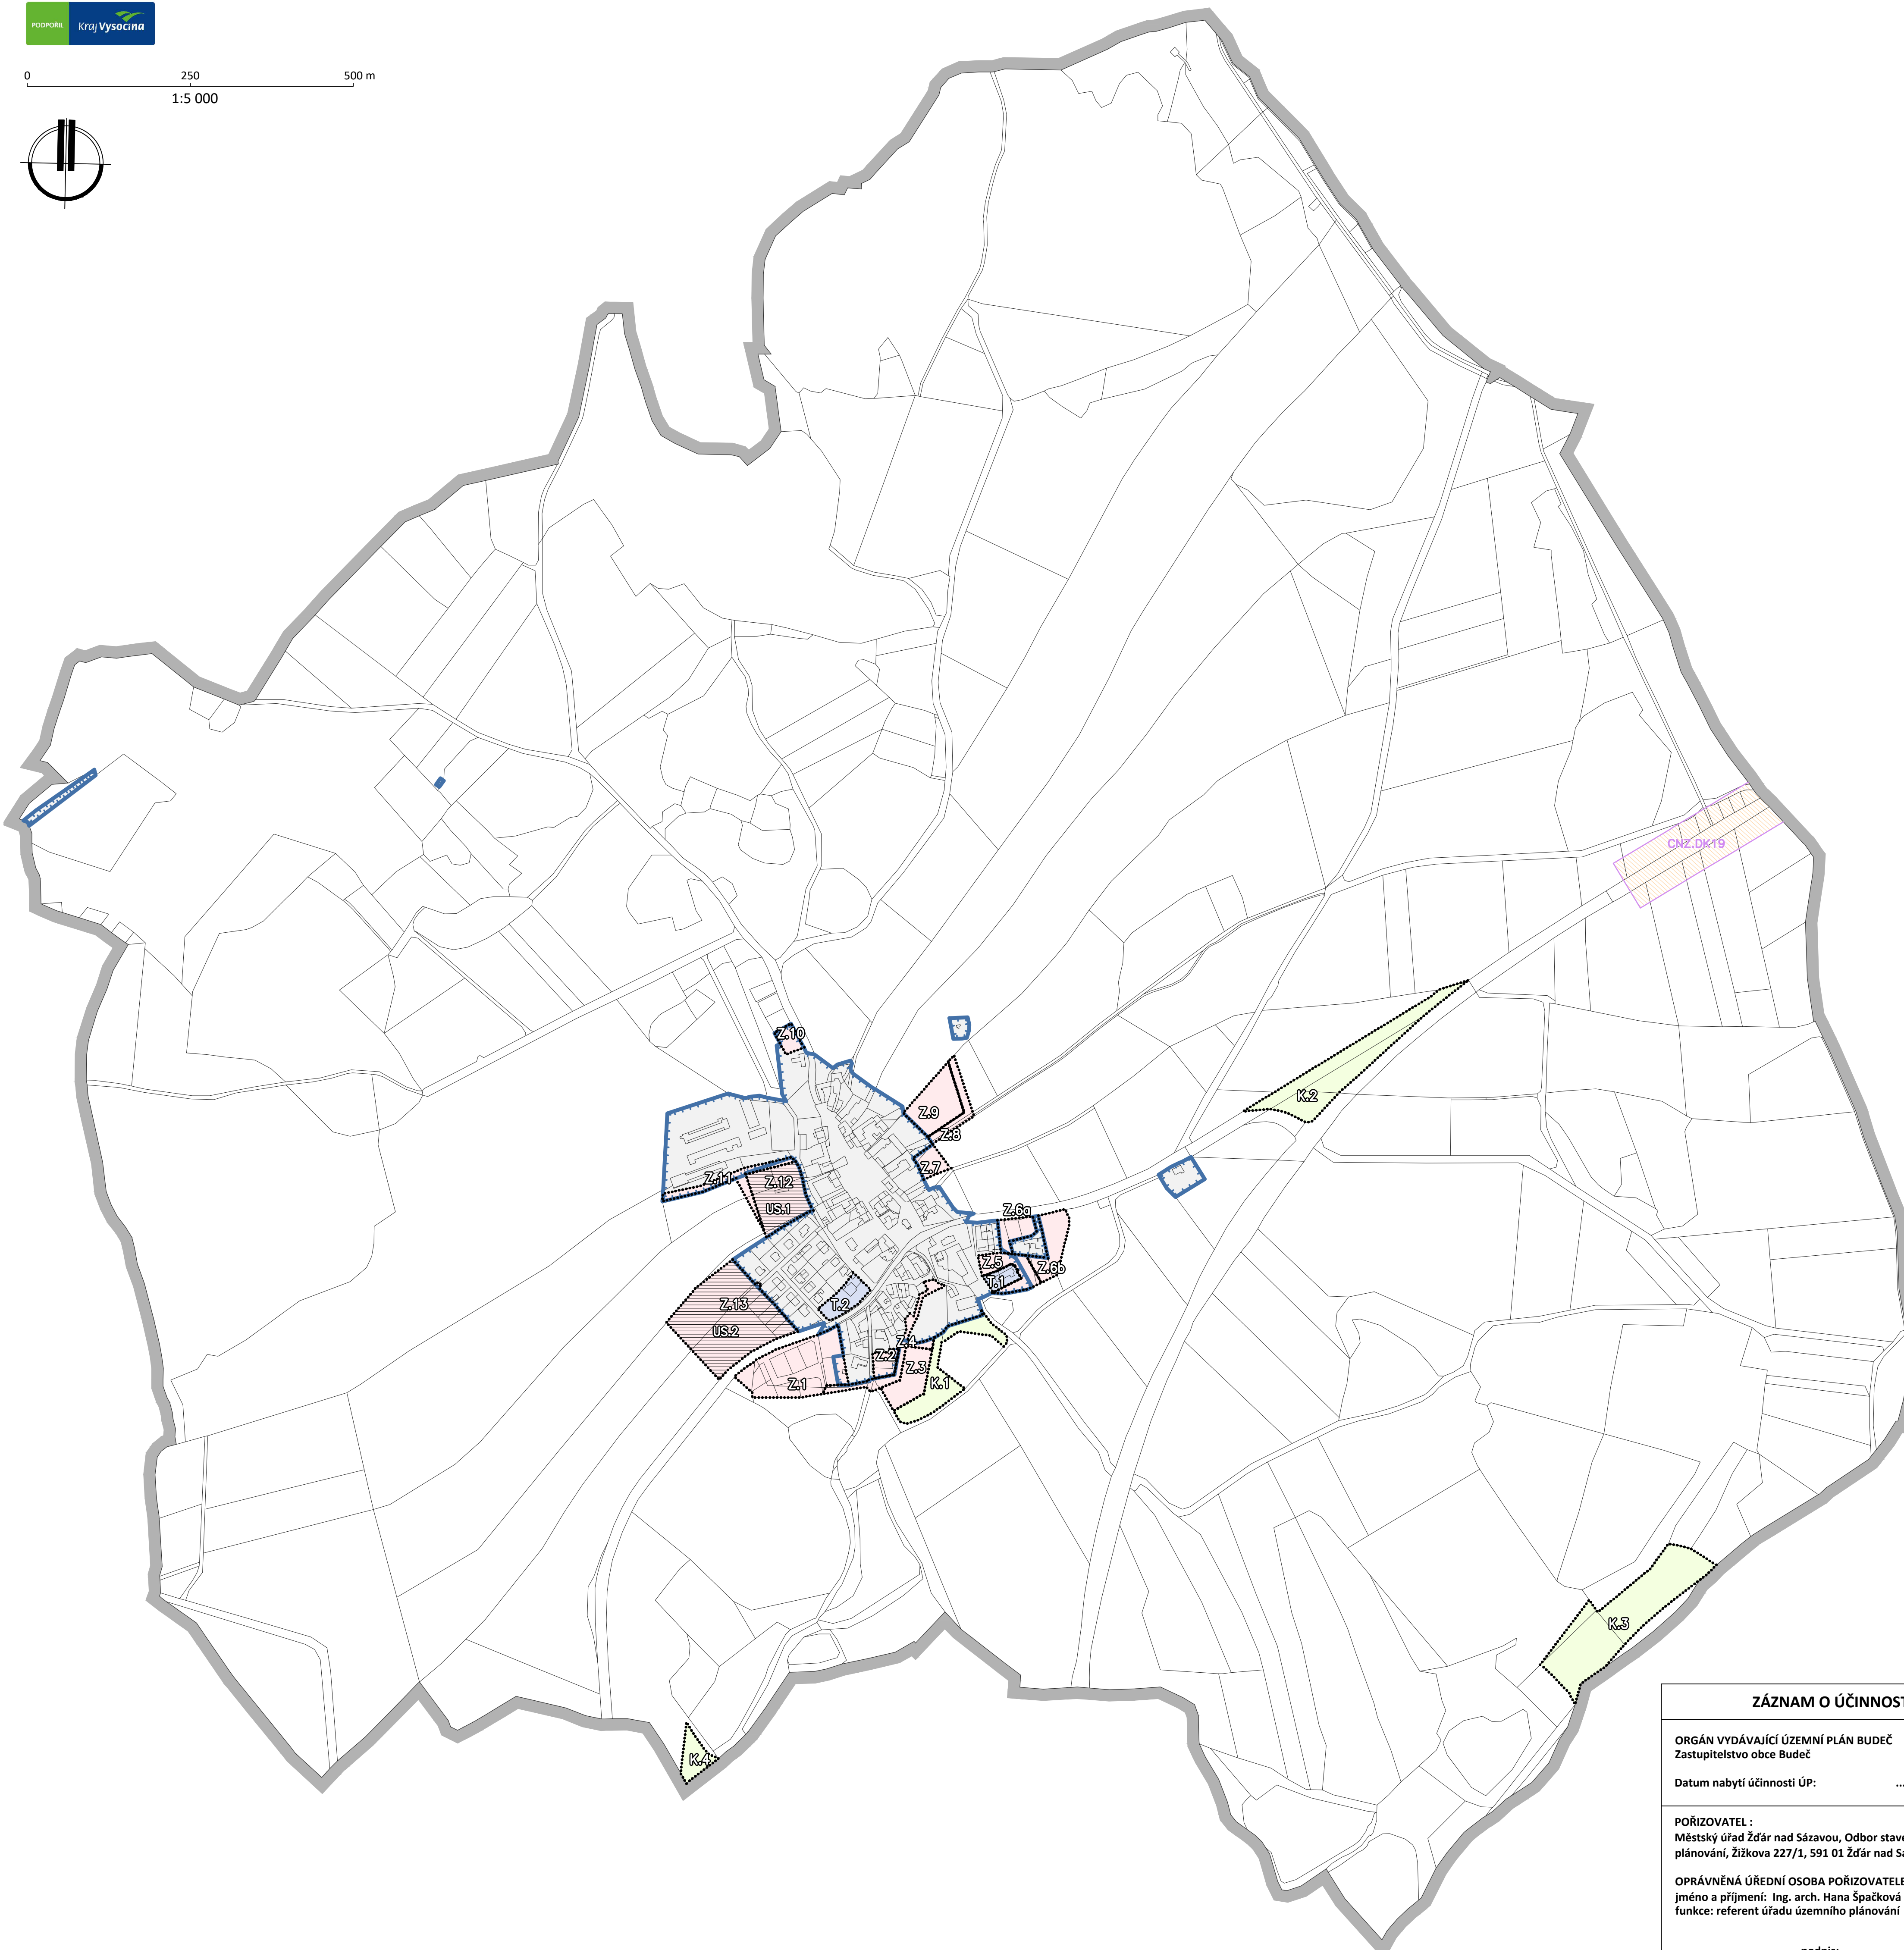 PODPOŘIL Kraj Vysočina
0 250 500 m
1:5 000
CNZ.DK19
Z.10
K.2
Z.9
Z.8
Z.7
Z.11
Z.12
US.1
Z.6a
Z.5
Z.6b
T.1
Z.13
T.2
US.2
Z.4
Z.2
Z.3
Z.1
K.1
K.3
K.4
ZÁZNAM O ÚČINNOST
ORGÁN VYDÁVAJÍCÍ ÚZEMNÍ PLÁN BUDEČ
Zastupitelstvo obce Budeč
Datum nabytí účinnosti ÚP: ...
POŘIZOVATEL :
Městský úřad Žďár nad Sázavou, Odbor stave
plánování, Žižkova 227/1, 591 01 Žďár nad Sá
OPRÁVNĚNÁ ÚŘEDNÍ OSOBA POŘIZOVATELE
jméno a příjmení: Ing. arch. Hana Špačková
funkce: referent úřadu územního plánování